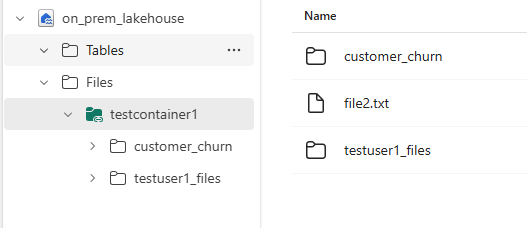 on_prem_lakehouse
Tables
...
Files
testcontainer1
customer_churn
testuser1_files
Name
customer_churn
file2.txt
testuser1_files